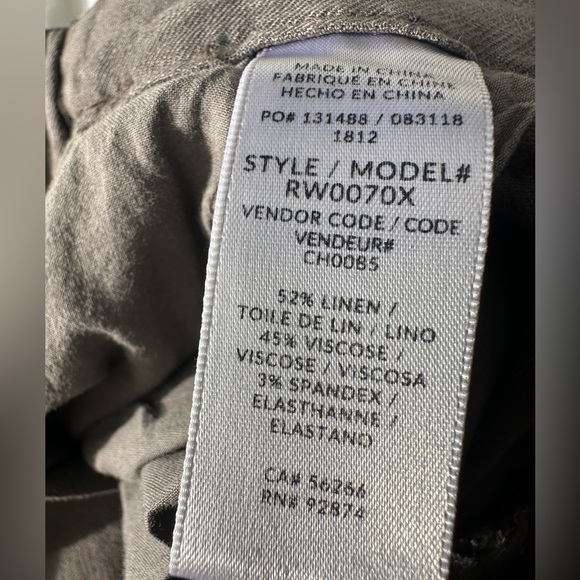 MADE IN CHINA
FABRIQUE EN CHINE
HECHO EN CHINA
PO# 131488 / 083118
1812
STYLE / MODEL#
RW0070X
VENDOR CODE / CODE
VENDEUR#
CH0085
52% LINEN /
TOILE DE LIN / LINO
45% VISCOSE /
VISCOSE / VISCOSA
3% SPANDEX /
ELASTHANNE /
ELASTANO
CA# 56266
RN# 92874